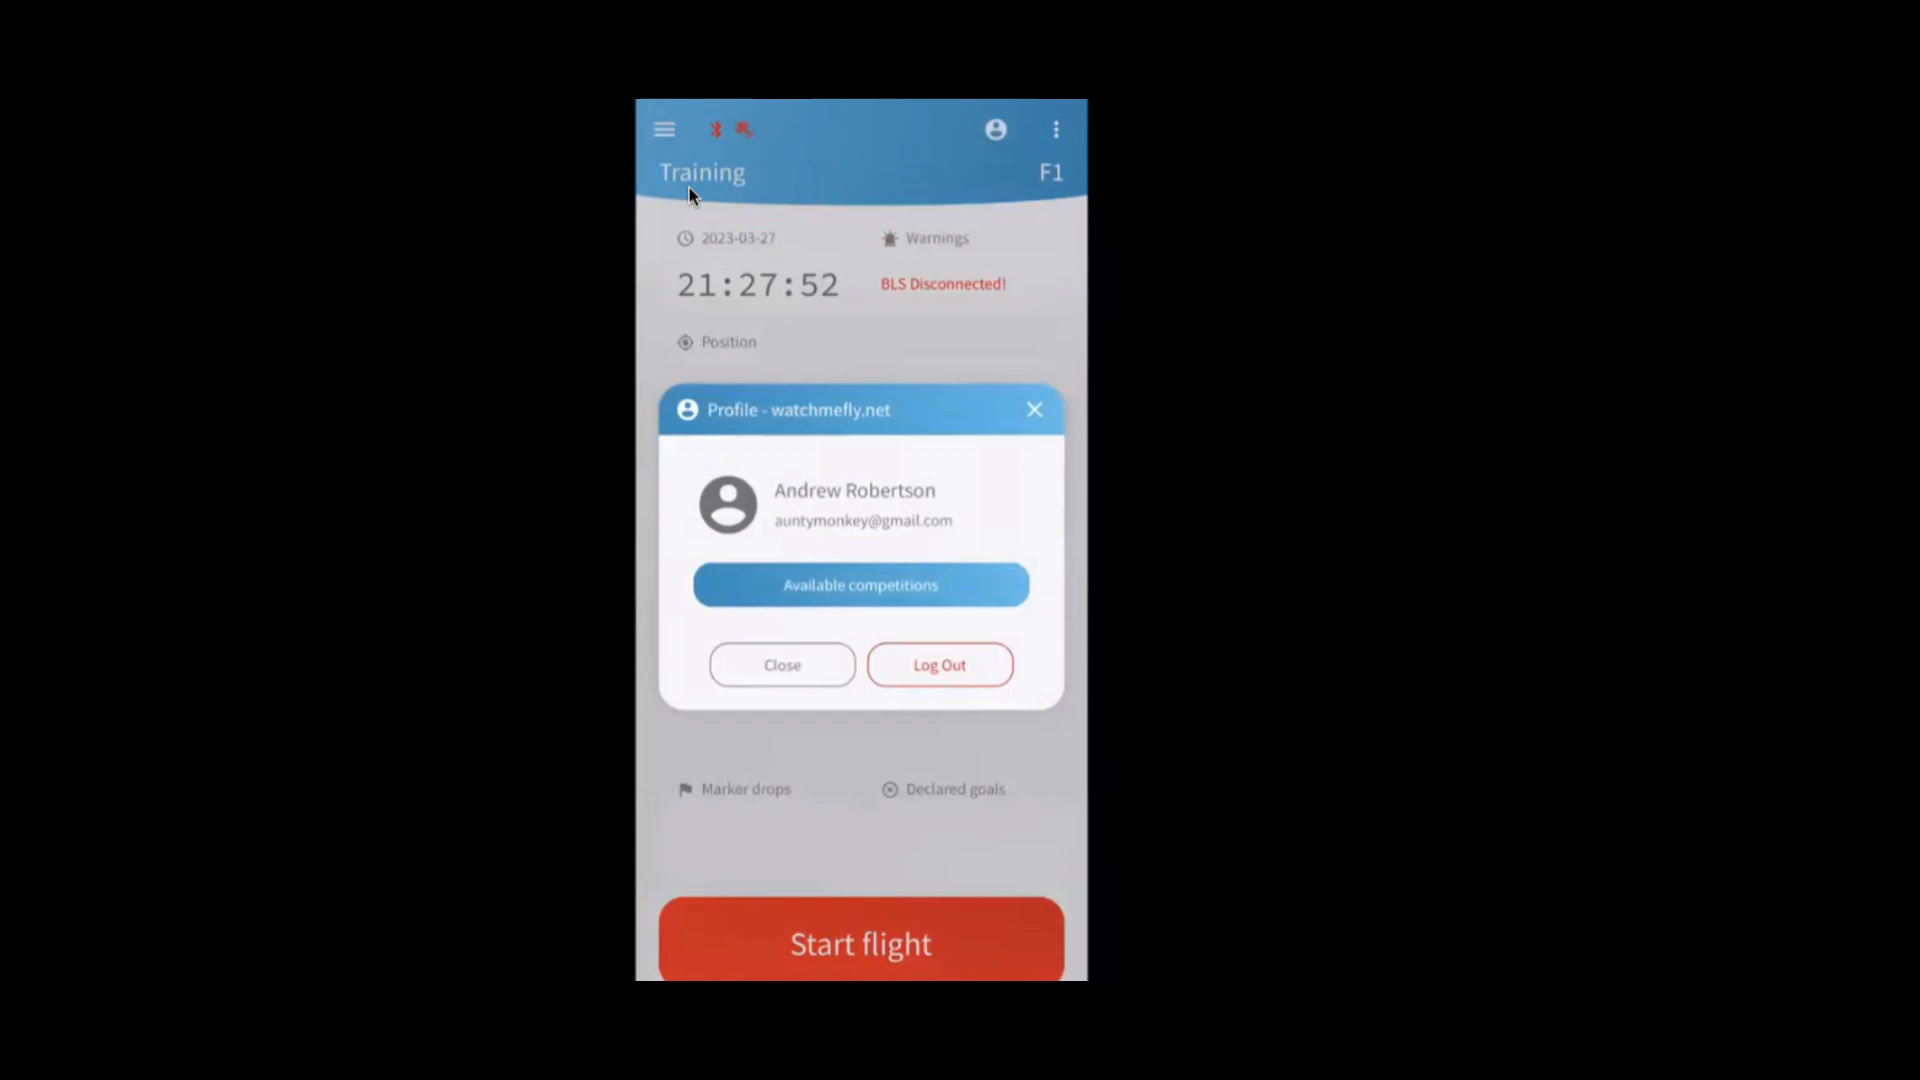 Training F1
2023-03-27 Warnings
21:27:52 BLS Disconnected!
Position
Profile - watchmefly.net
Andrew Robertson
auntymonkey@gmail.com
Available competitions
Close Log Out
Marker drops Declared goals
Start flight